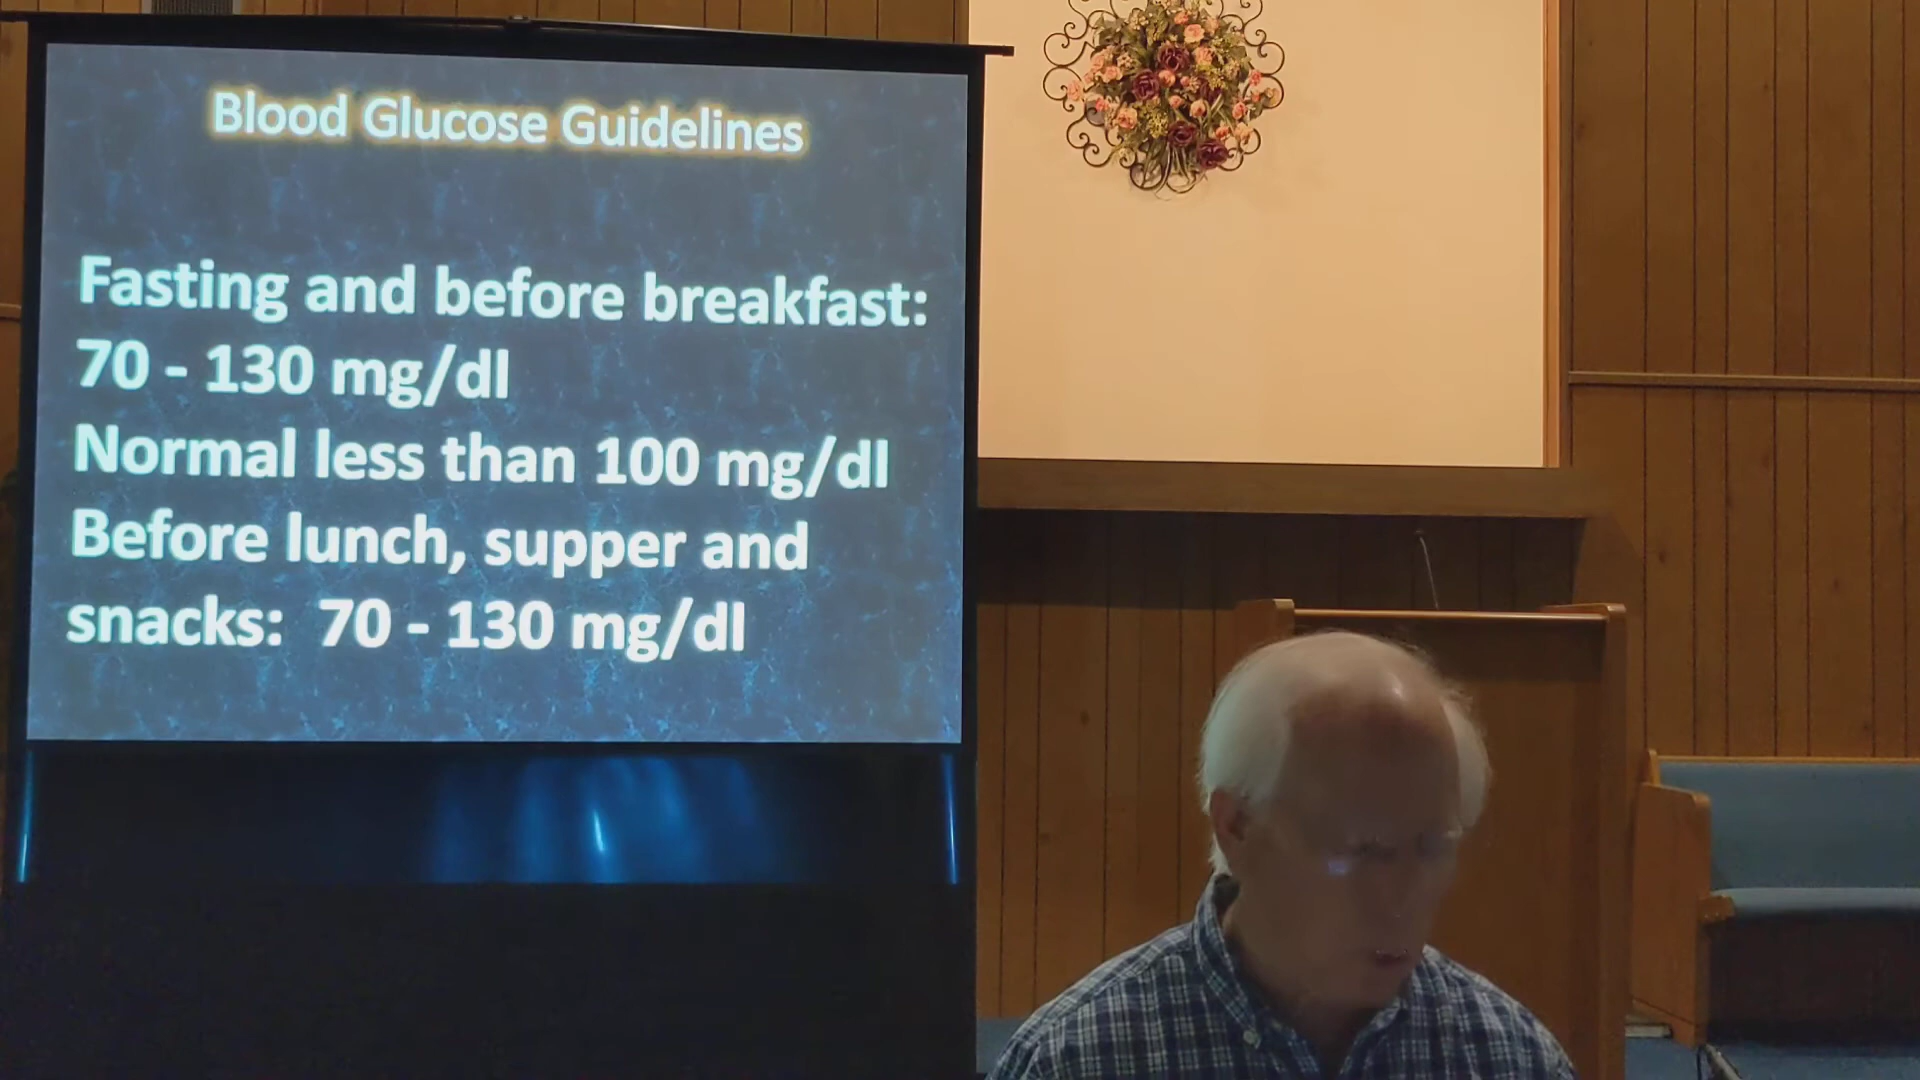 Blood Glucose Guidelines
Fasting and before breakfast:
70 - 130 mg/dl
Normal less than 100 mg/dl
Before lunch, supper and
snacks: 70 - 130 mg/dl